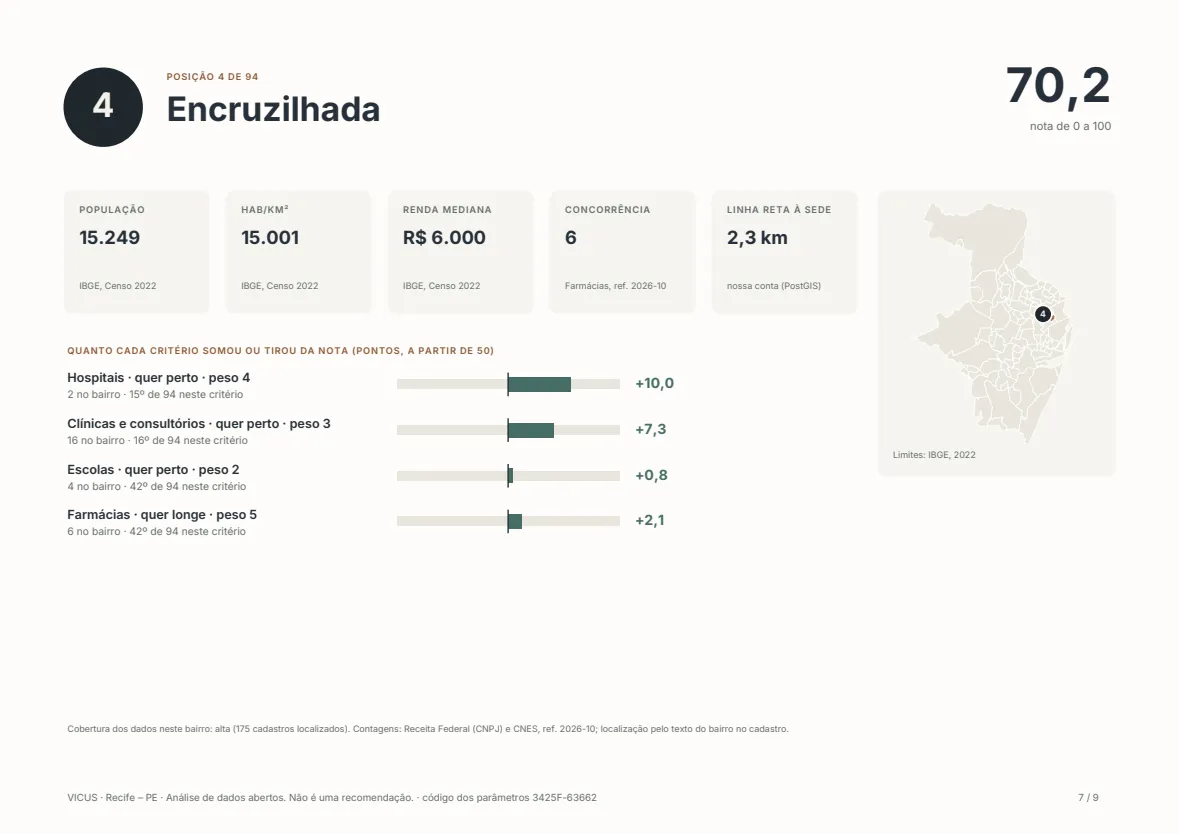 4
POSIÇÃO 4 DE 94
Encruzilhada
70,2
nota de 0 a 100
POPULAÇÃO
15.249
IBGE, Censo 2022
HAB/KM²
15.001
IBGE, Censo 2022
RENDA MEDIANA
R$ 6.000
IBGE, Censo 2022
CONCORRÊNCIA
6
Farmácias, ref. 2026-10
LINHA RETA À SEDE
2,3 km
nossa conta (PostGIS)
4
Limites: IBGE, 2022
QUANTO CADA CRITÉRIO SOMOU OU TIROU DA NOTA (PONTOS, A PARTIR DE 50)
Hospitais · quer perto · peso 4
2 no bairro · 15º de 94 neste critério
+10,0
Clínicas e consultórios · quer perto · peso 3
16 no bairro · 16º de 94 neste critério
+7,3
Escolas · quer perto · peso 2
4 no bairro · 42º de 94 neste critério
+0,8
Farmácias · quer longe · peso 5
6 no bairro · 42º de 94 neste critério
+2,1
Cobertura dos dados neste bairro: alta (175 cadastros localizados). Contagens: Receita Federal (CNPJ) e CNES, ref. 2026-10; localização pelo texto do bairro no cadastro.
VICUS · Recife – PE · Análise de dados abertos. Não é uma recomendação. · código dos parâmetros 3425F-63662
7 / 9